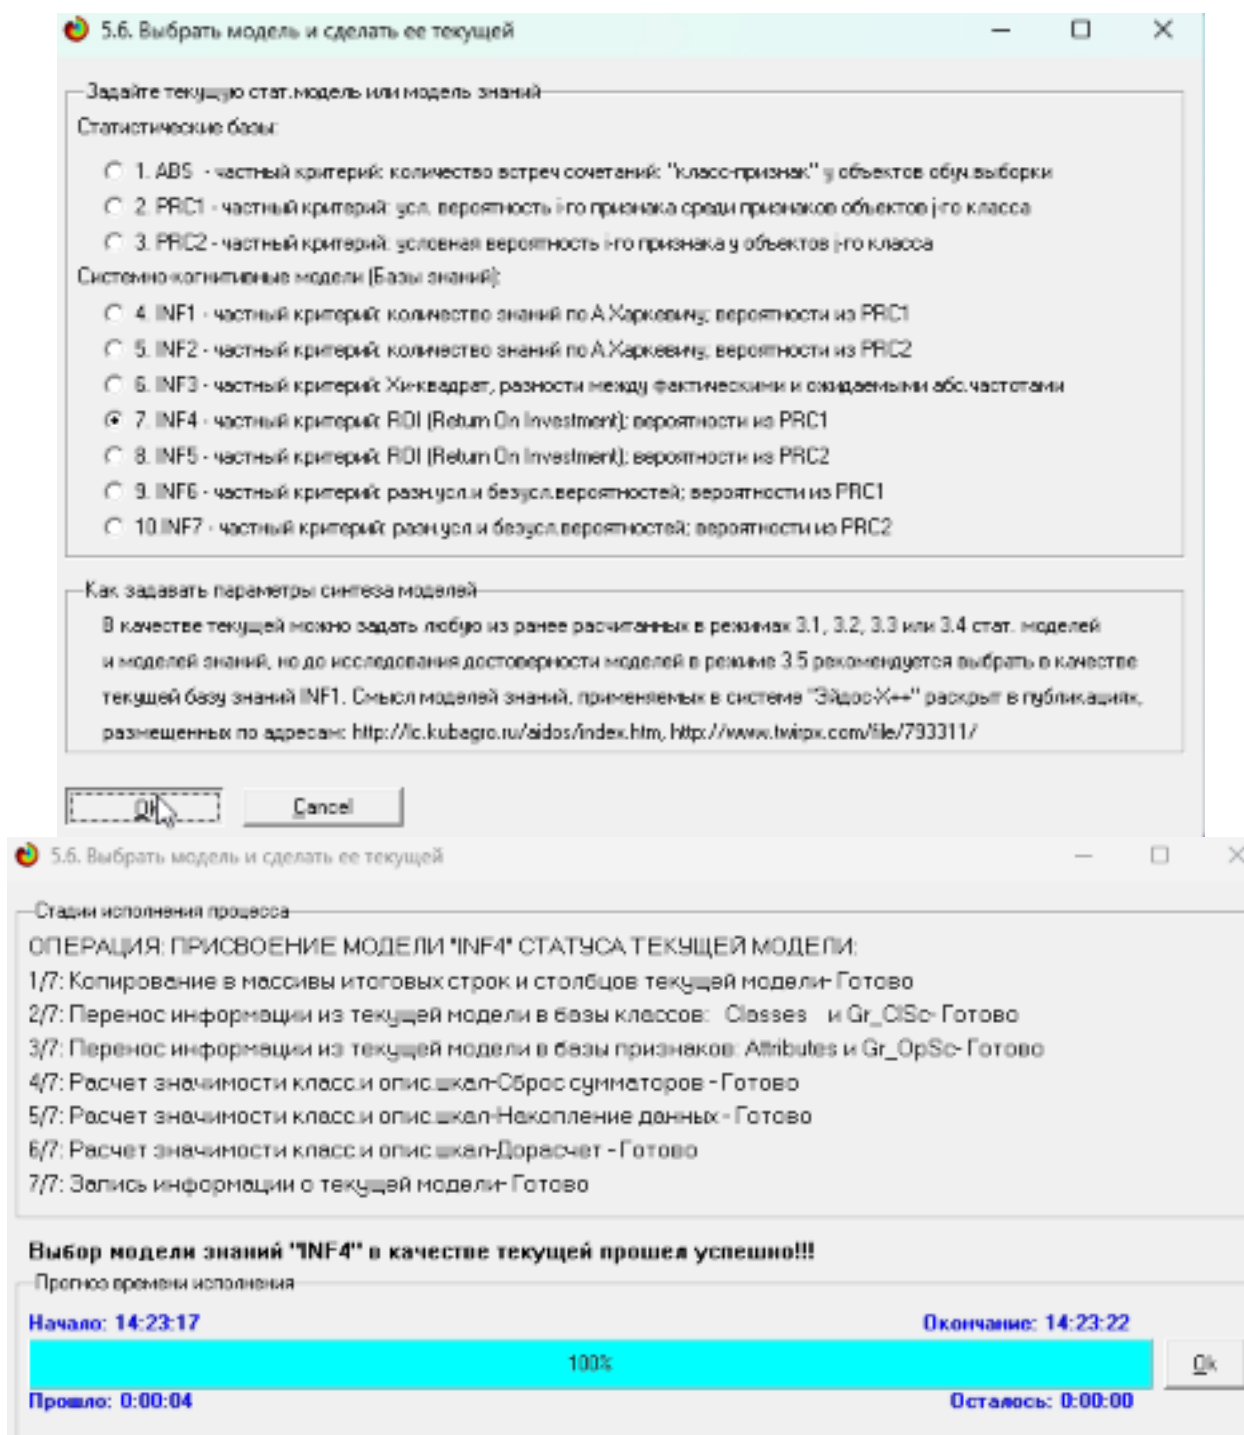 5.6. Выбрать модель и сделать ее текущей
Задайте текущую стат.модель или модель знаний
Статистические базы:
1. ABS - частный критерий: количество встреч сочетаний: "класс-признак" у объектов обуч.выборки
2. PRC1 - частный критерий: усл. вероятность i-го признака среди признаков объектов j-го класса
3. PRC2 - частный критерий: условная вероятность i-го признака у объектов j-го класса
Системно-когнитивные модели (Базы знаний):
4. INF1 - частный критерий: количество знаний по А.Харкевичу; вероятности из PRC1
5. INF2 - частный критерий: количество знаний по А.Харкевичу; вероятности из PRC2
6. INF3 - частный критерий: Хи-квадрат, разности между фактическими и ожидаемыми абс.частотами
7. INF4 - частный критерий: ROI (Return On Investment); вероятности из PRC1
8. INF5 - частный критерий: ROI (Return On Investment); вероятности из PRC2
9. INF6 - частный критерий: разн.усл.и безусл.вероятностей; вероятности из PRC1
10.INF7 - частный критерий: разн.усл.и безусл.вероятностей; вероятности из PRC2
Как задавать параметры синтеза моделей
В качестве текущей можно задать любую из ранее расчитанных в режимах 3.1, 3.2, 3.3 или 3.4 стат. моделей
и моделей знаний, но до исследования достоверности моделей в режиме 3.5 рекомендуется выбрать в качестве
текущей базу знаний INF1. Смысл моделей знаний, применяемых в системе "Эйдос-Х++" раскрыт в публикациях,
размещенных по адресам: http://lc.kubagro.ru/aidos/index.htm, http://www.twirpx.com/file/793311/
Ok Cancel
5.6. Выбрать модель и сделать ее текущей
Стадии исполнения процесса
ОПЕРАЦИЯ: ПРИСВОЕНИЕ МОДЕЛИ "INF4" СТАТУСА ТЕКУЩЕЙ МОДЕЛИ:
1/7: Копирование в массивы итоговых строк и столбцов текущей модели- Готово
2/7: Перенос информации из текущей модели в базы классов: Classes и Gr_ClSc- Готово
3/7: Перенос информации из текущей модели в базы признаков: Attributes и Gr_OpSc- Готово
4/7: Расчет значимости класс.и опис.шкал-Сброс сумматоров - Готово
5/7: Расчет значимости класс.и опис.шкал-Накопление данных - Готово
6/7: Расчет значимости класс.и опис.шкал-Дорасчет - Готово
7/7: Запись информации о текущей модели- Готово
Выбор модели знаний "INF4" в качестве текущей прошел успешно!!!
Прогноз времени исполнения
Начало: 14:23:17 Окончание: 14:23:22
100% Ok
Прошло: 0:00:04 Осталось: 0:00:00